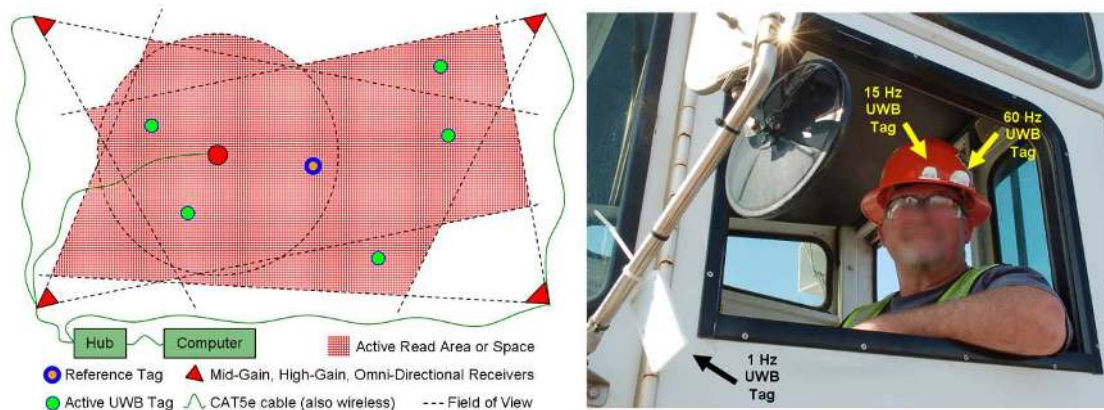 Hub
Computer
Active Read Area or Space
Reference Tag
Mid-Gain, High-Gain, Omni-Directional Receivers
Active UWB Tag
CAT5e cable (also wireless)
Field of View
15 Hz
UWB
Tag
60 Hz
UWB
Tag
1 Hz
UWB
Tag